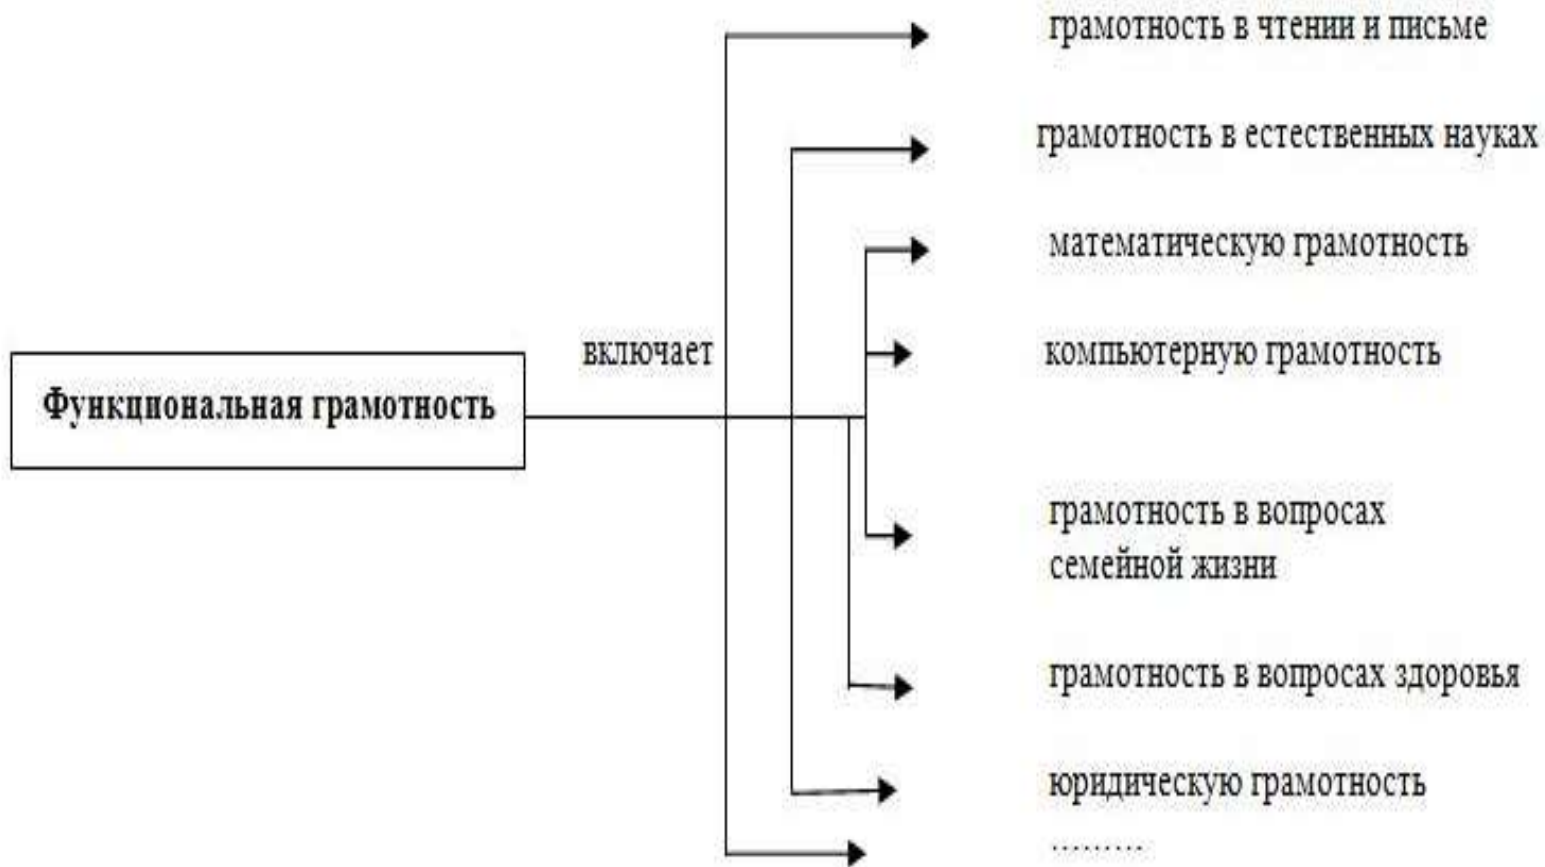 грамотность в чтении и письме
грамотность в естественных науках
математическую грамотность
включает
компьютерную грамотность
Функциональная грамотность
грамотность в вопросах
семейной жизни
грамотность в вопросах здоровья
юридическую грамотность
.........